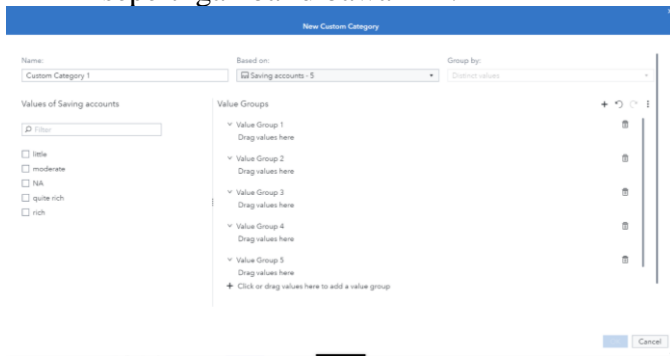 New Custom Category
Name:
Based on:
Group by:
Custom Category 1
Saving accounts - 5
Distinct values
Values of Saving accounts
Value Groups
Filter
little
moderate
NA
quite rich
rich
Value Group 1
Drag values here
Value Group 2
Drag values here
Value Group 3
Drag values here
Value Group 4
Drag values here
Value Group 5
Drag values here
+ Click or drag values here to add a value group
Cancel